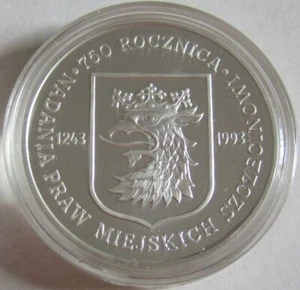 750 ROCZNICA NADANIA PRAW MIEJSKICH SZCZECINOWI
1243
1993